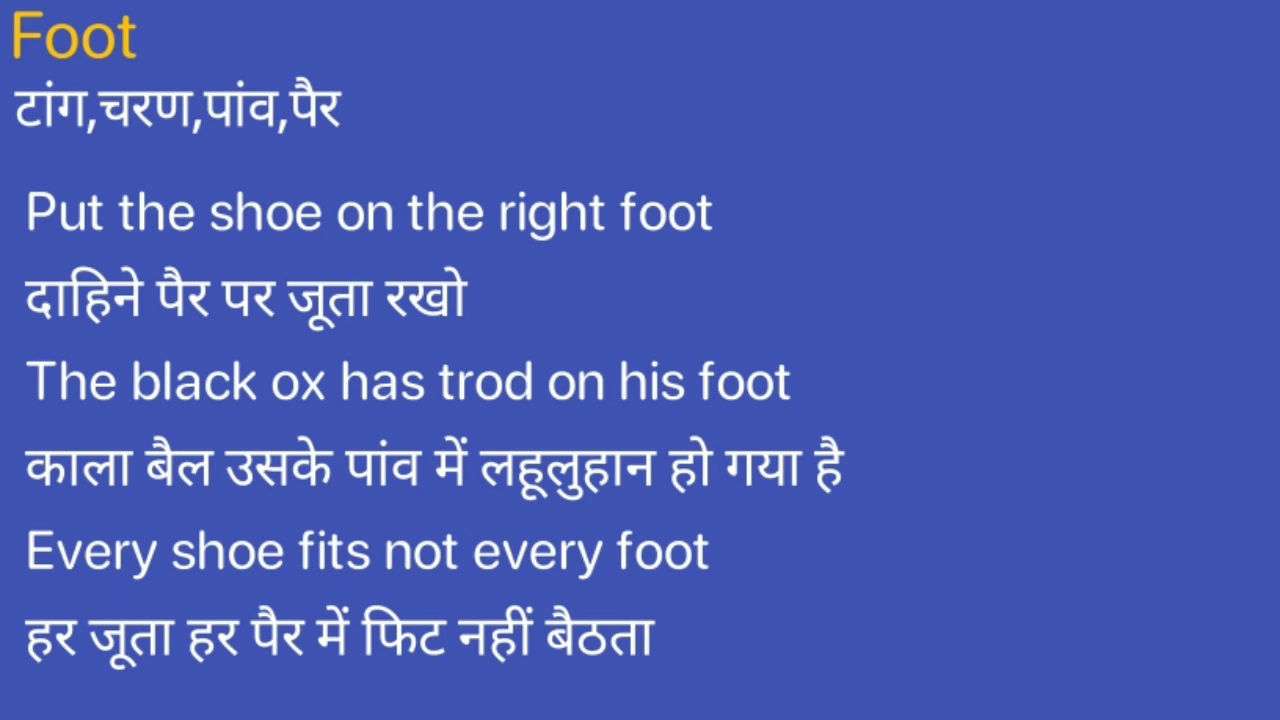 Foot
टांग,चरण,पांव,पैर
Put the shoe on the right foot
दाहिने पैर पर जूता रखो
The black ox has trod on his foot
काला बैल उसके पांव में लहूलुहान हो गया है
Every shoe fits not every foot
हर जूता हर पैर में फिट नहीं बैठता